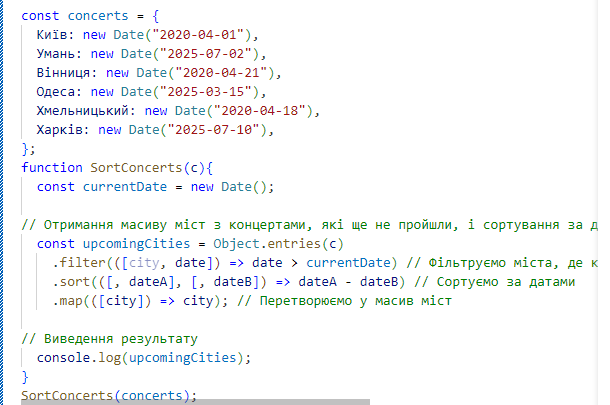 const concerts = {
Київ: new Date("2020-04-01"),
Умань: new Date("2025-07-02"),
Вінниця: new Date("2020-04-21"),
Одеса: new Date("2025-03-15"),
Хмельницький: new Date("2020-04-18"),
Харків: new Date("2025-07-10"),
};
function SortConcerts(c){
const currentDate = new Date();
// Отримання масиву міст з концертами, які ще не пройшли, і сортування за д
const upcomingCities = Object.entries(c)
.filter(([city, date]) => date > currentDate) // Фільтруємо міста, де к
.sort(([, dateA], [, dateB]) => dateA - dateB) // Сортуємо за датами
.map(([city]) => city); // Перетворюємо у масив міст
// Виведення результату
console.log(upcomingCities);
}
SortConcerts(concerts);